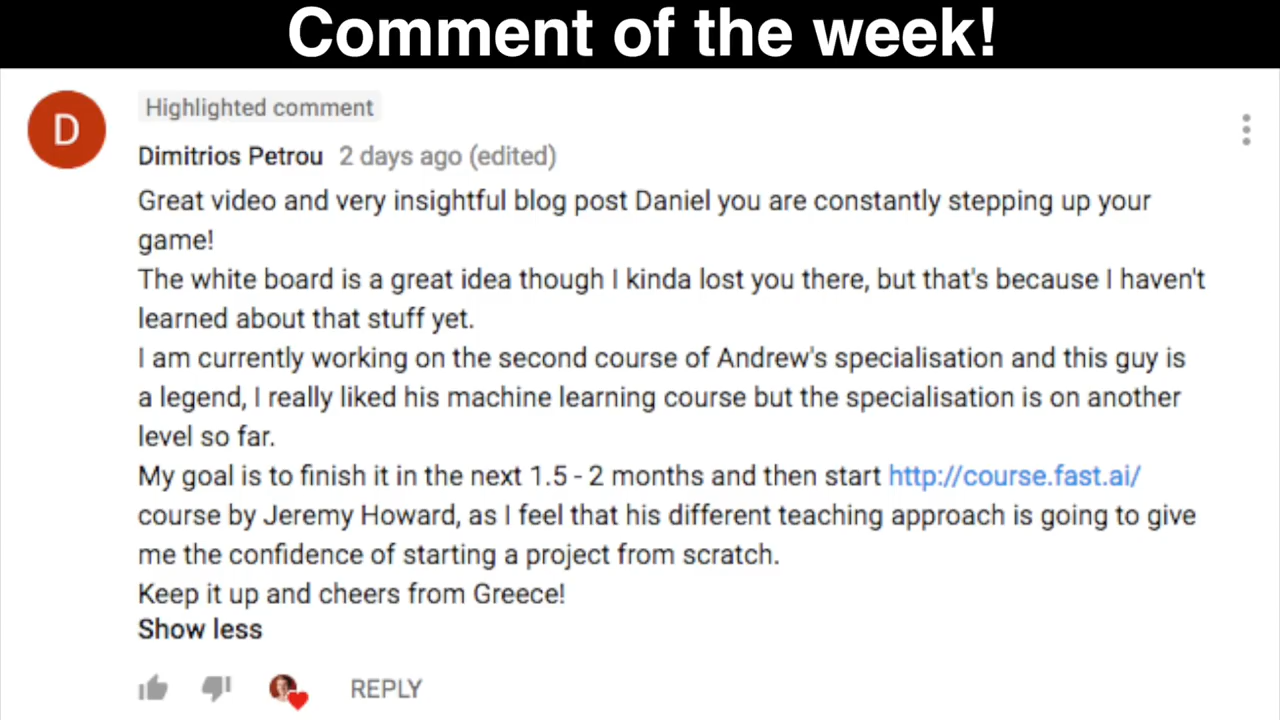 Comment of the week!
D
Highlighted comment
Dimitrios Petrou 2 days ago (edited)
Great video and very insightful blog post Daniel you are constantly stepping up your
game!
The white board is a great idea though I kinda lost you there, but that's because I haven't
learned about that stuff yet.
I am currently working on the second course of Andrew's specialisation and this guy is
a legend, I really liked his machine learning course but the specialisation is on another
level so far.
My goal is to finish it in the next 1.5 - 2 months and then start http://course.fast.ai/
course by Jeremy Howard, as I feel that his different teaching approach is going to give
me the confidence of starting a project from scratch.
Keep it up and cheers from Greece!
Show less
REPLY